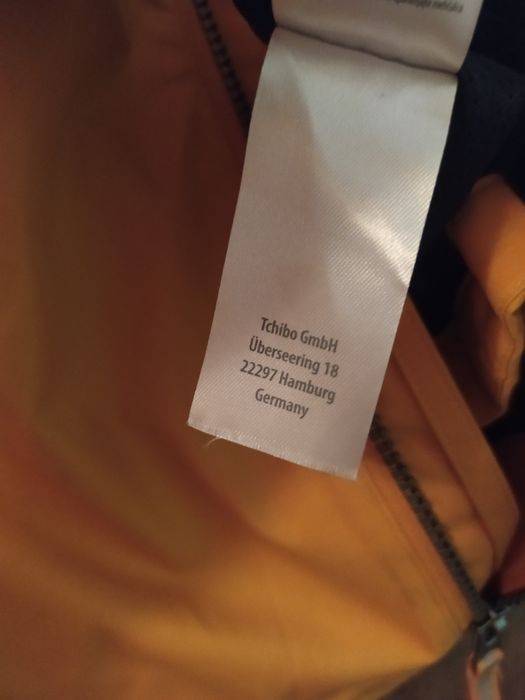 Tchibo GmbH
Überseering 18
22297 Hamburg
Germany